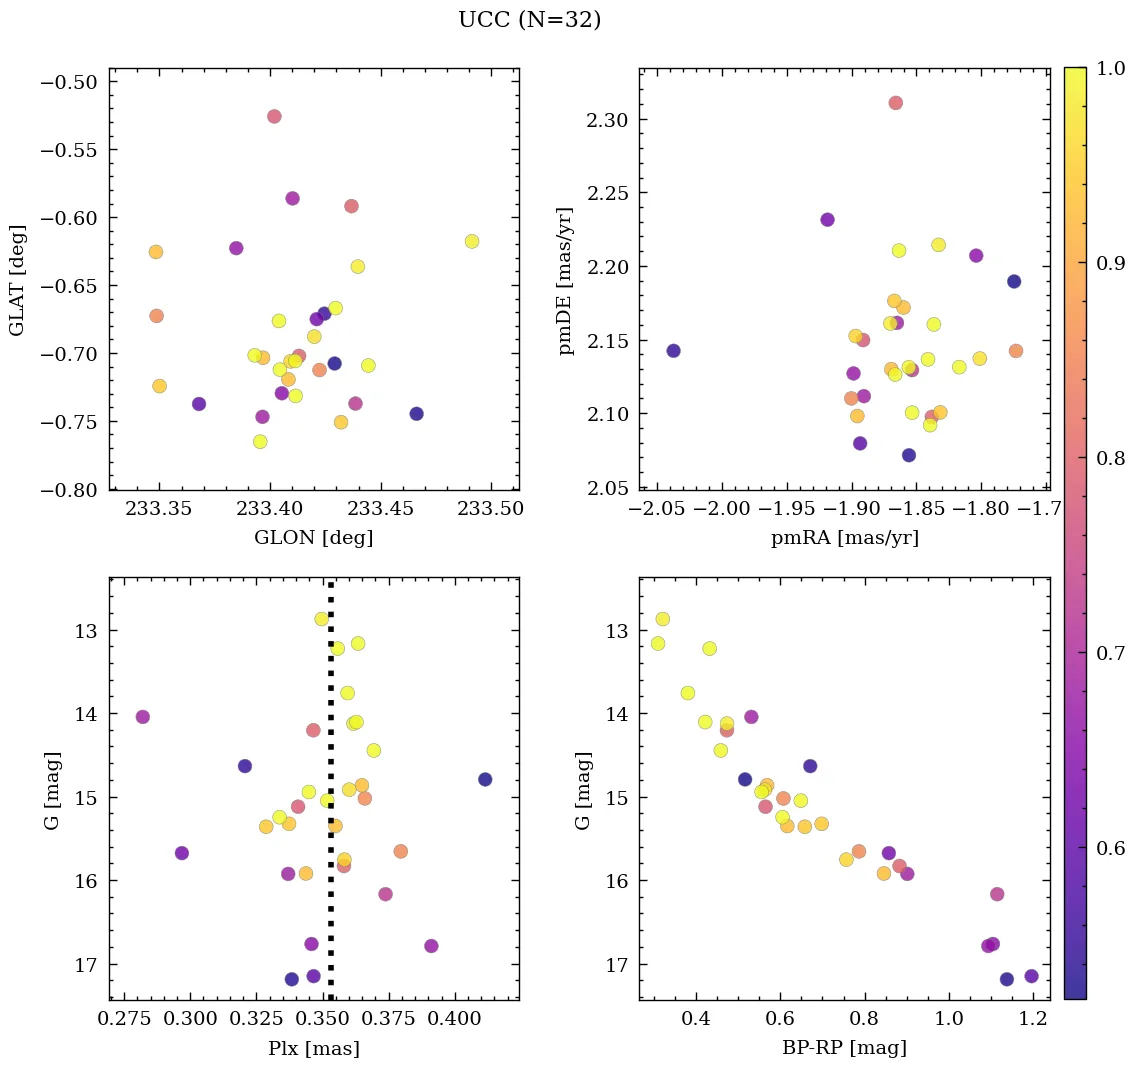 UCC (N=32)
−0.50
−0.55
−0.60
−0.65
−0.70
−0.75
−0.80
GLAT [deg]
233.35 233.40 233.45 233.50
GLON [deg]
2.30
2.25
2.20
2.15
2.10
2.05
pmDE [mas/yr]
−2.05 −2.00 −1.95 −1.90 −1.85 −1.80 −1.7
pmRA [mas/yr]
1.0
0.9
0.8
0.7
0.6
13
14
15
16
17
G [mag]
0.275 0.300 0.325 0.350 0.375 0.400
Plx [mas]
13
14
15
16
17
G [mag]
0.4 0.6 0.8 1.0 1.2
BP-RP [mag]